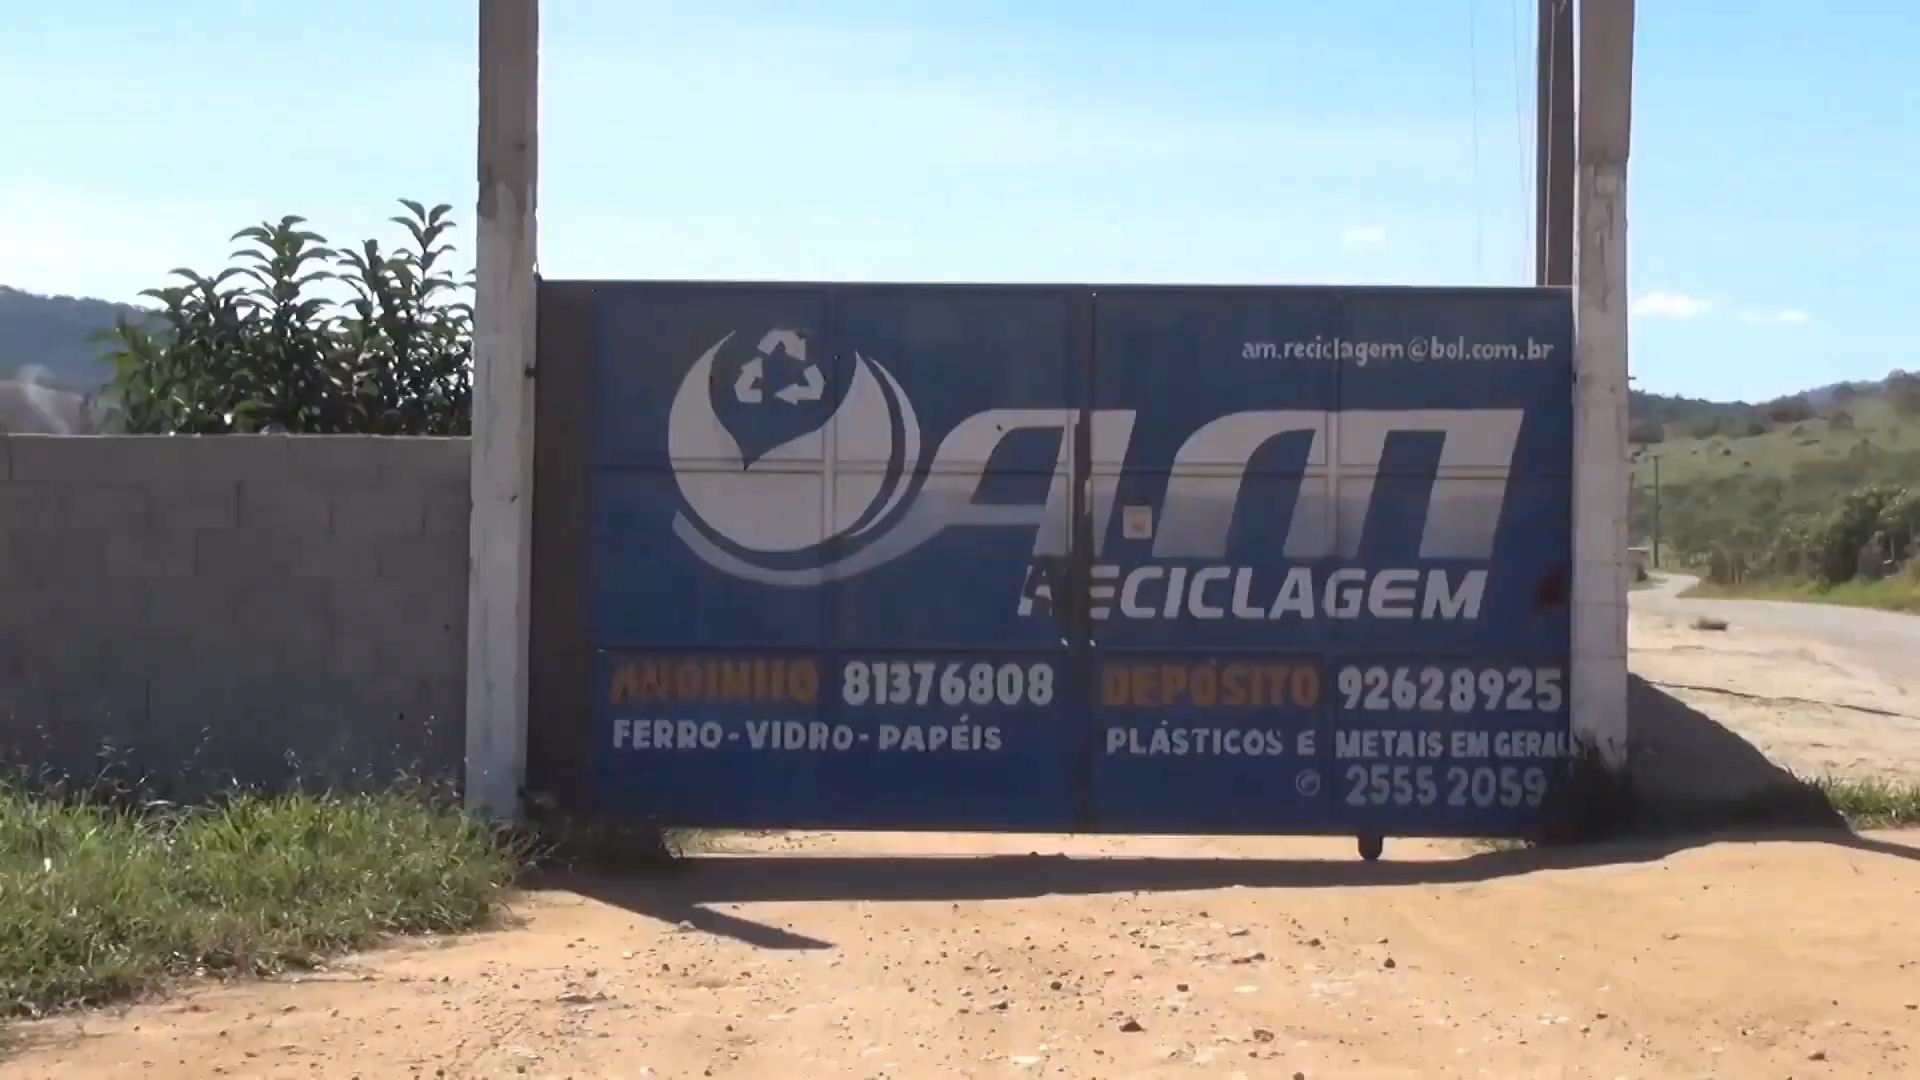 am.reciclagem@bol.com.br
A.M
RECICLAGEM
81376808 DEPÓSITO 92628925
FERRO - VIDRO - PAPÉIS PLÁSTICOS E METAIS EM GERAL
2555 2059